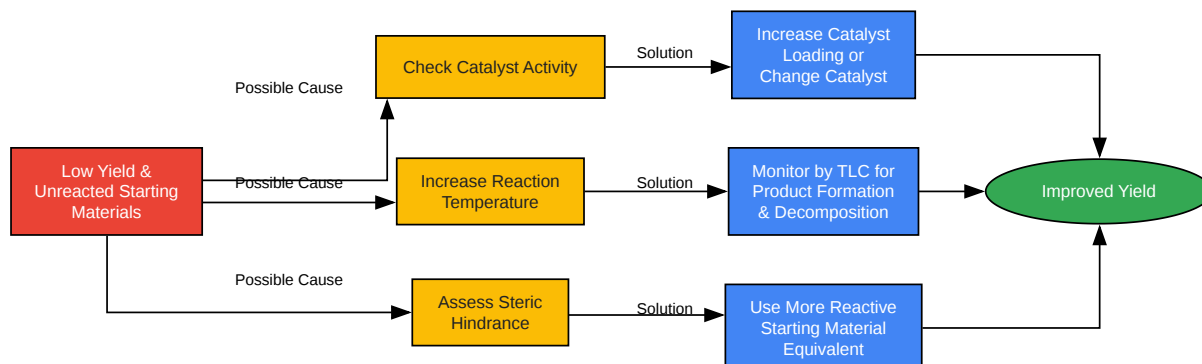 Low Yield &
Unreacted Starting
Materials
Possible Cause
Check Catalyst Activity
Solution
Increase Catalyst
Loading or
Change Catalyst
Possible Cause
Increase Reaction
Temperature
Solution
Monitor by TLC for
Product Formation
& Decomposition
Possible Cause
Assess Steric
Hindrance
Solution
Use More Reactive
Starting Material
Equivalent
Improved Yield